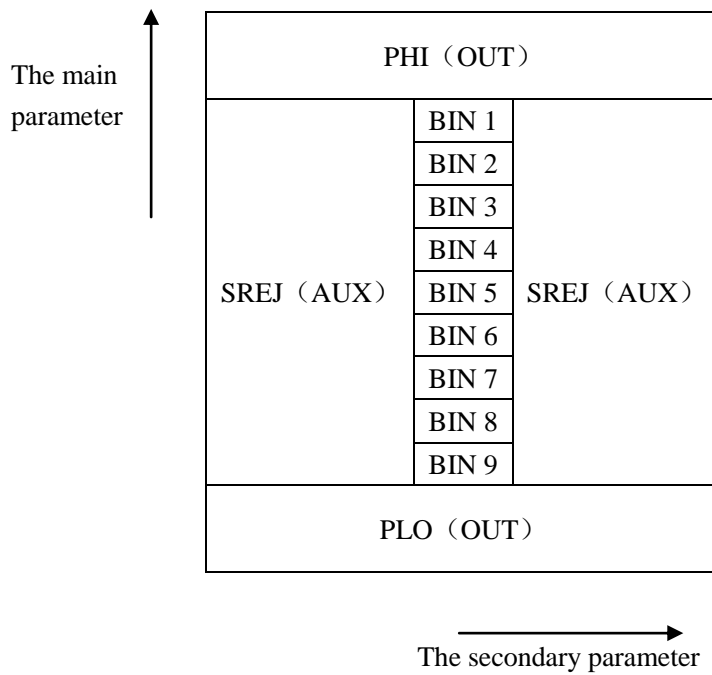 The main
parameter
PHI（OUT）
BIN 1
BIN 2
BIN 3
BIN 4
SREJ（AUX）
BIN 5
SREJ（AUX）
BIN 6
BIN 7
BIN 8
BIN 9
PLO（OUT）
The secondary parameter